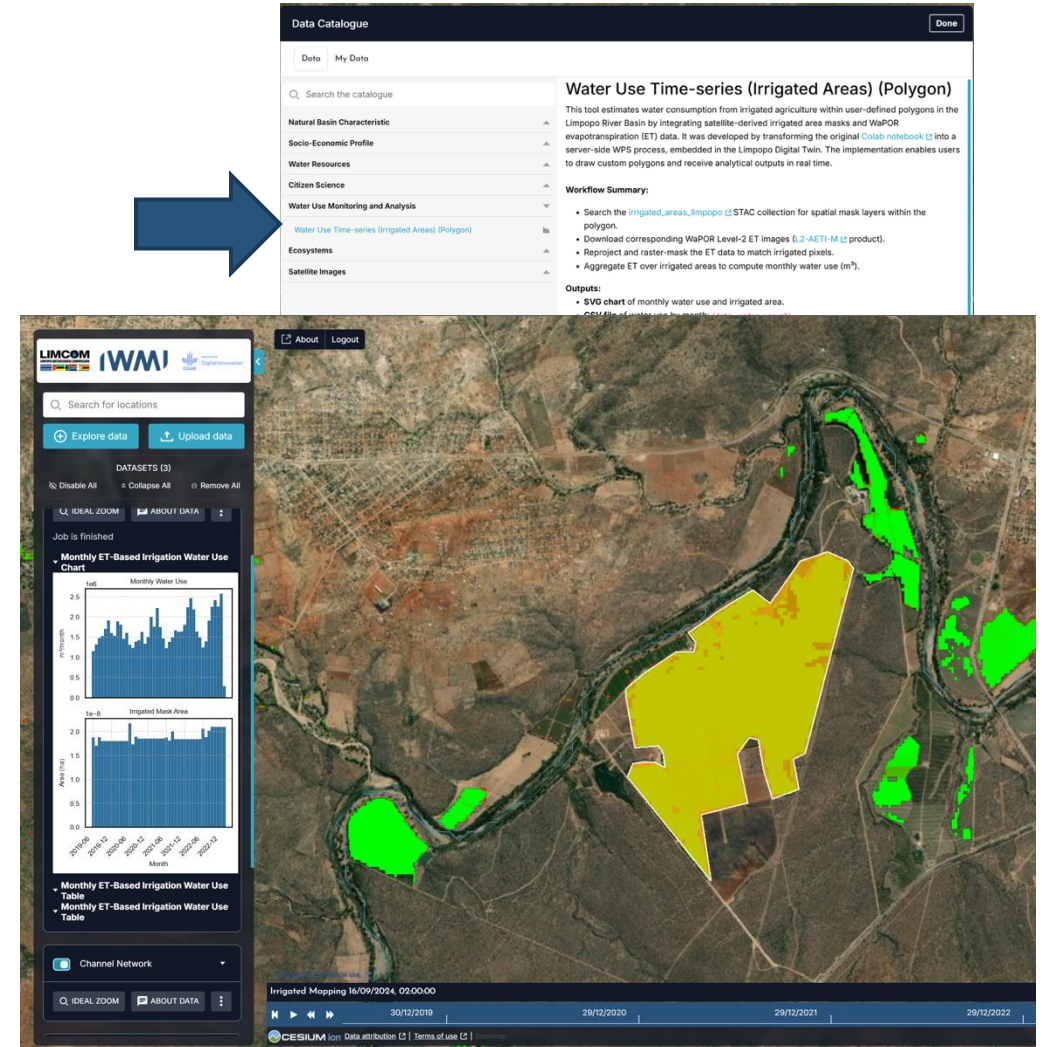 Data Catalogue
Done
Data My Data
Search the catalogue
Natural Basin Characteristic
Socio-Economic Profile
Water Resources
Citizen Science
Water Use Monitoring and Analysis
Water Use Time-series (Irrigated Areas) (Polygon)
Ecosystems
Satellite Images
Water Use Time-series (Irrigated Areas) (Polygon)
This tool estimates water consumption from irrigated agriculture within user-defined polygons in the
Limpopo River Basin by integrating satellite-derived irrigated area masks and WaPOR
evapotranspiration (ET) data. It was developed by transforming the original Colab notebook into a
server-side WPS process, embedded in the Limpopo Digital Twin. The implementation enables users
to draw custom polygons and receive analytical outputs in real time.
Workflow Summary:
• Search the irrigated_areas_limpopo STAC collection for spatial mask layers within the
polygon.
• Download corresponding WaPOR Level-2 ET images (L2-AETI-M product).
• Reproject and raster-mask the ET data to match irrigated pixels.
• Aggregate ET over irrigated areas to compute monthly water use (m³).
Outputs:
• SVG chart of monthly water use and irrigated area.
• CSV file of water use by month:
LIMCOM
IWMI
CGIAR
Digital Innovation
About Logout
Search for locations
Explore data
Upload data
DATASETS (3)
Disable All
Collapse All
Remove All
IDEAL ZOOM
ABOUT DATA
Job is finished
Monthly ET-Based Irrigation Water Use
Chart
1e6
Monthly Water Use
2.5
2.0
1.5
1.0
0.5
0.0
m³/month
1e-6
Irrigated Mask Area
2.0
1.5
1.0
0.5
0.0
Area (ha)
2019-06
2019-12
2020-06
2020-12
2021-06
2021-12
2022-06
2022-12
Month
Monthly ET-Based Irrigation Water Use
Table
Monthly ET-Based Irrigation Water Use
Table
Channel Network
IDEAL ZOOM
ABOUT DATA
Irrigated Mapping 16/09/2024, 02:00:00
30/12/2019
29/12/2020
29/12/2021
29/12/2022
CESIUM ion
Data attribution
Terms of use
Basemap